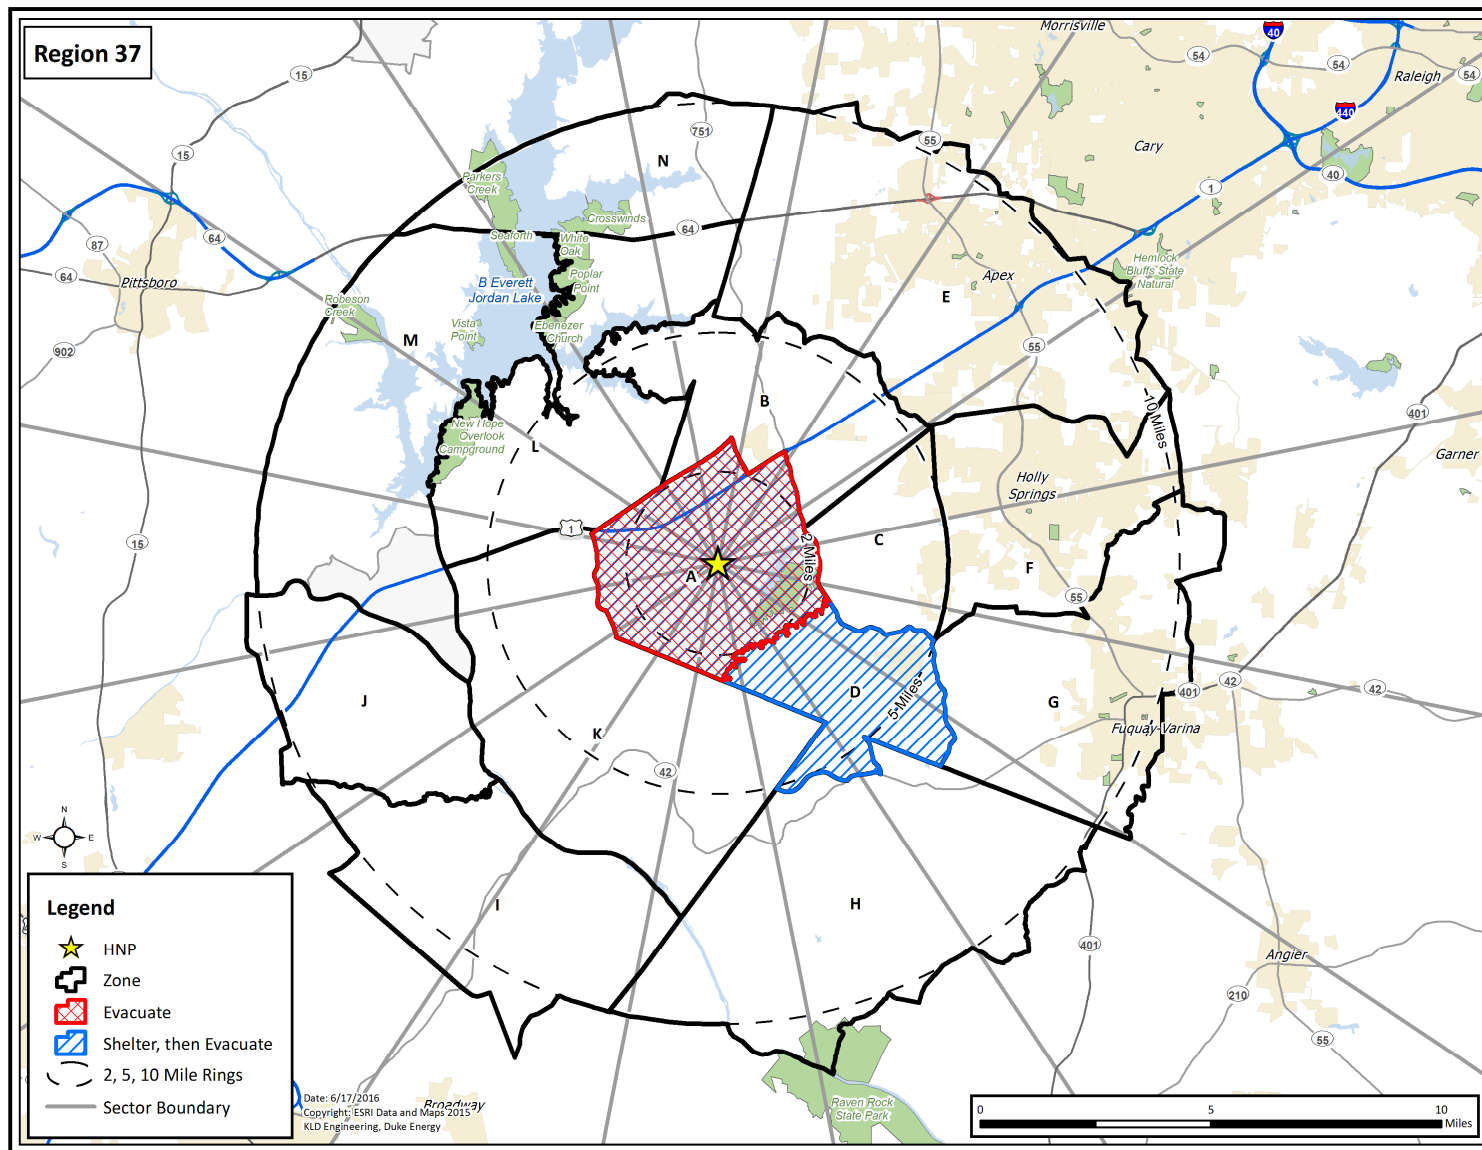 Region 37
Morrisville
40
54
54
54
Raleigh
440
15
751
N
55
Cary
15
40
1
Parkers
Creek
Crosswinds
64
Seaforth
White
Oak
87
64
64
Pittsboro
B Everett
Jordan Lake
Poplar
Point
Apex
Hemlock
Bluffs State
Natural
E
Robeson
Creek
Vista
Point
Ebenezer
Church
M
902
55
B
10 Miles
401
New Hope
Overlook
Campground
L
Garner
Holly
Springs
1
15
2 Miles
C
A
F
55
J
D
5 Miles
G
401
42
42
Fuquay-Varina
K
42
401
N
W
E
S
I
H
401
Angier
210
55
Legend
HNP
Zone
Evacuate
Shelter, then Evacuate
2, 5, 10 Mile Rings
Sector Boundary
Date: 6/17/2016
Copyright: ESRI Data and Maps 2015
KLD Engineering, Duke Energy
Broadway
Raven Rock
State Park
0
5
10
Miles